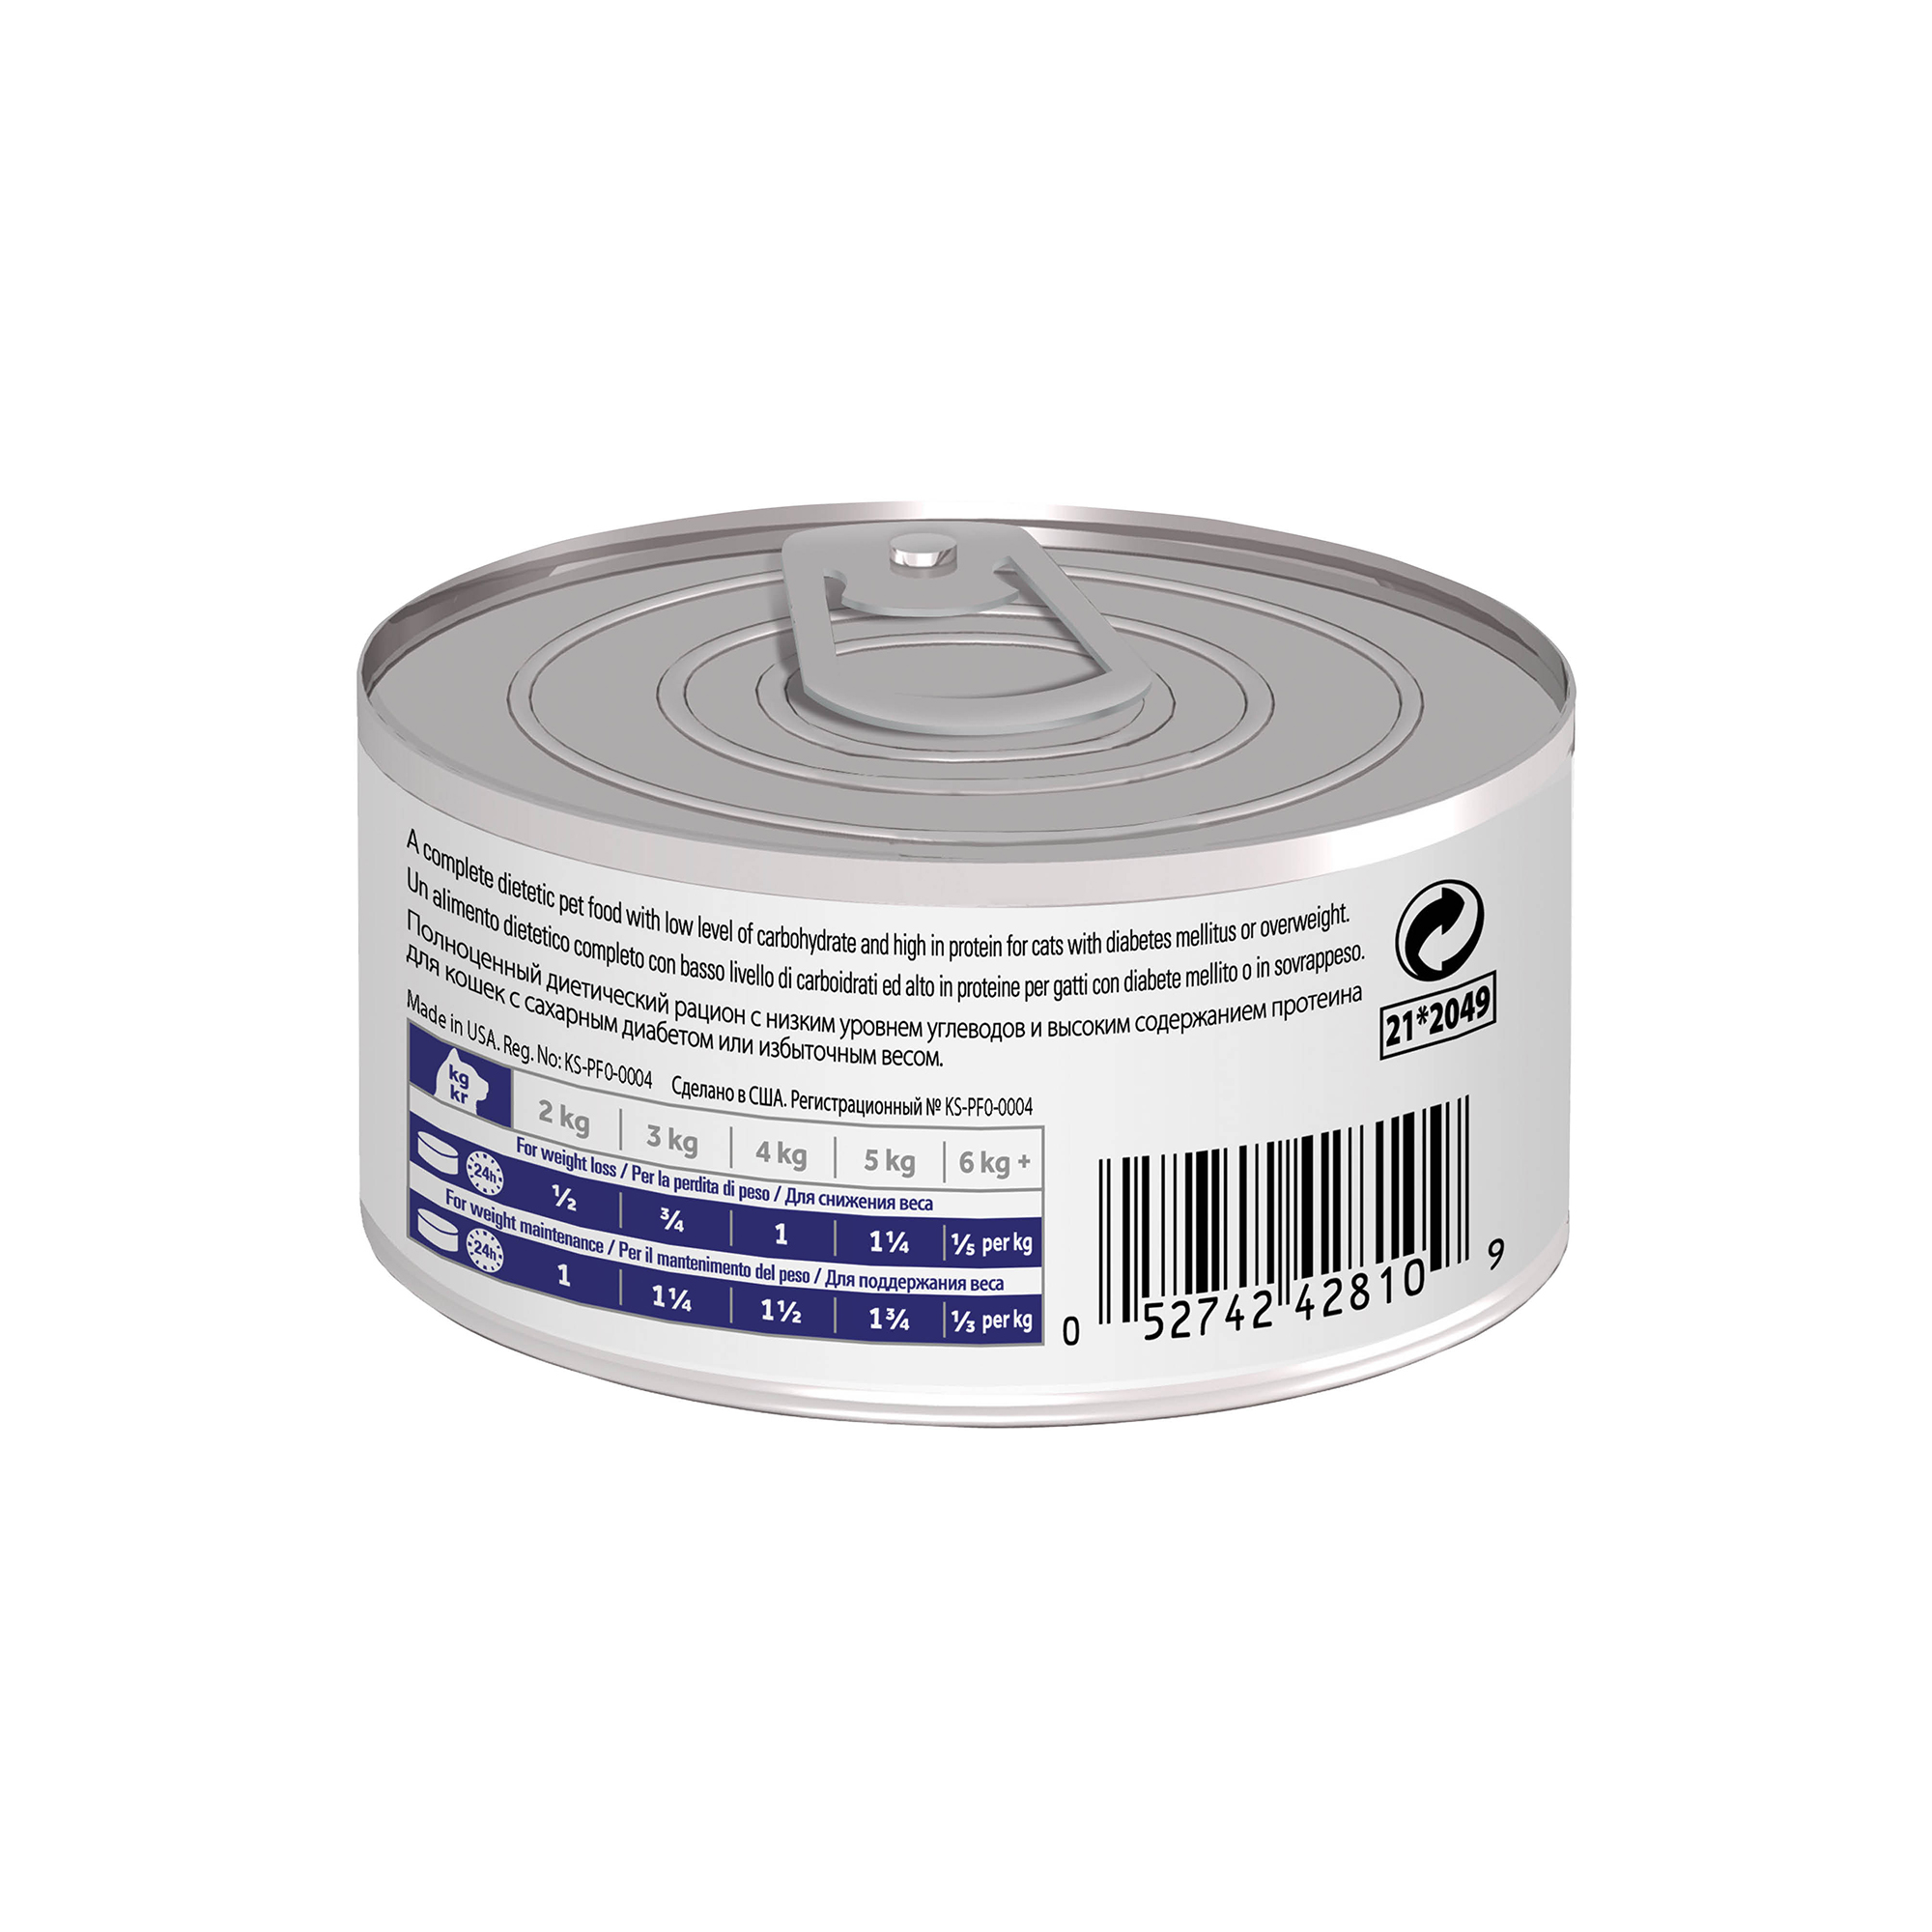 A complete dietetic pet food with low level of carbohydrate and high in protein for cats with diabetes mellitus or overweight.
Un alimento dietetico completo con basso livello di carboidrati ed alto in proteine per gatti con diabete mellito o in sovrappeso.
Полноценный диетический рацион с низким уровнем углеводов и высоким содержанием протеина
для кошек с сахарным диабетом или избыточным весом.
Made in USA. Reg. No: KS-PF0-0004 Сделано в США. Регистрационный № KS-PF0-0004
21*2049
kg
kr
2 kg 3 kg 4 kg 5 kg 6 kg +
For weight loss / Per la perdita di peso / Для снижения веса
24h ½ ¾ 1 1¼ ⅕ per kg
For weight maintenance / Per il mantenimento del peso / Для поддержания веса
24h 1 1¼ 1½ 1¾ ⅓ per kg
0 52742 42810 9